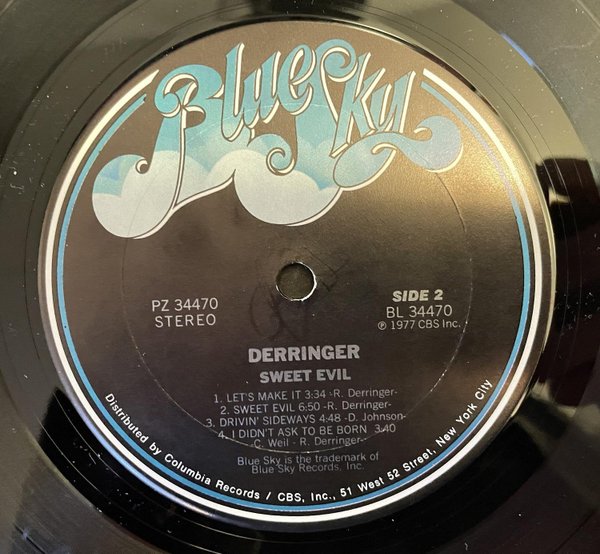 Blue Sky
PZ 34470
STEREO
SIDE 2
BL 34470
℗ 1977 CBS Inc.
DERRINGER
SWEET EVIL
1. LET'S MAKE IT 3:34 -R. Derringer-
2. SWEET EVIL 6:50 -R. Derringer-
3. DRIVIN' SIDEWAYS 4:48 -D. Johnson-
4. I DIDN'T ASK TO BE BORN 3:40
-C. Weil - R. Derringer-
Blue Sky is the trademark of
Blue Sky Records, Inc.
Distributed by Columbia Records / CBS, Inc., 51 West 52 Street, New York City